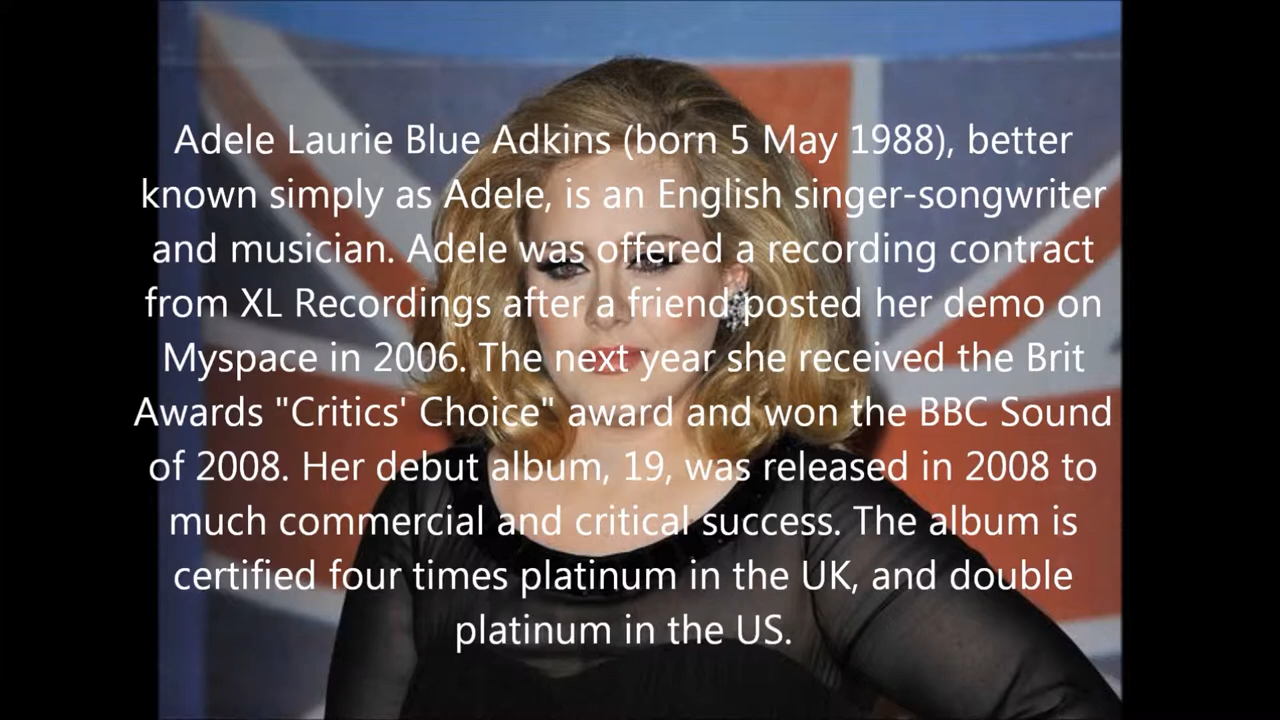 Adele Laurie Blue Adkins (born 5 May 1988), better
known simply as Adele, is an English singer-songwriter
and musician. Adele was offered a recording contract
from XL Recordings after a friend posted her demo on
Myspace in 2006. The next year she received the Brit
Awards "Critics' Choice" award and won the BBC Sound
of 2008. Her debut album, 19, was released in 2008 to
much commercial and critical success. The album is
certified four times platinum in the UK, and double
platinum in the US.